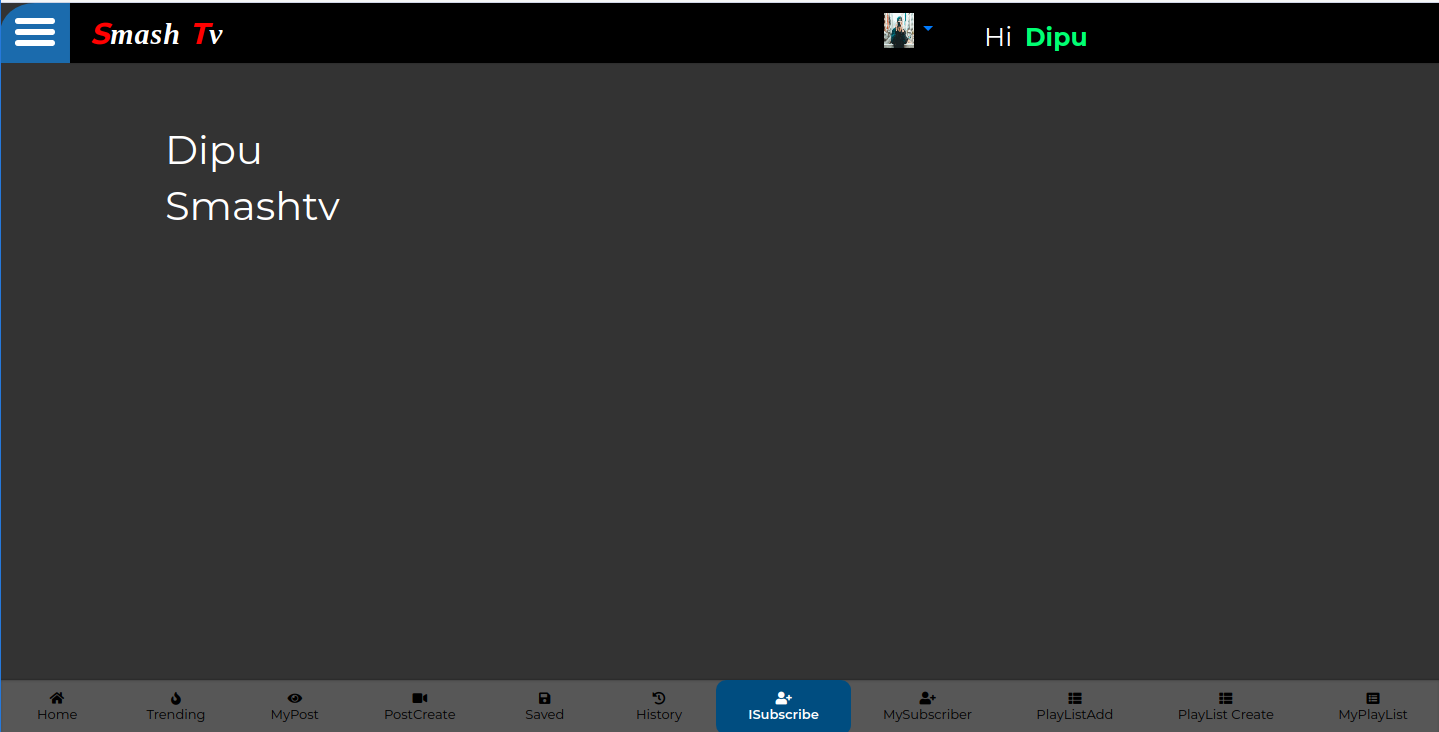 Smash Tv
Hi Dipu
Dipu
Smashtv
Home
Trending
MyPost
PostCreate
Saved
History
ISubscribe
MySubscriber
PlayListAdd
PlayList Create
MyPlayList